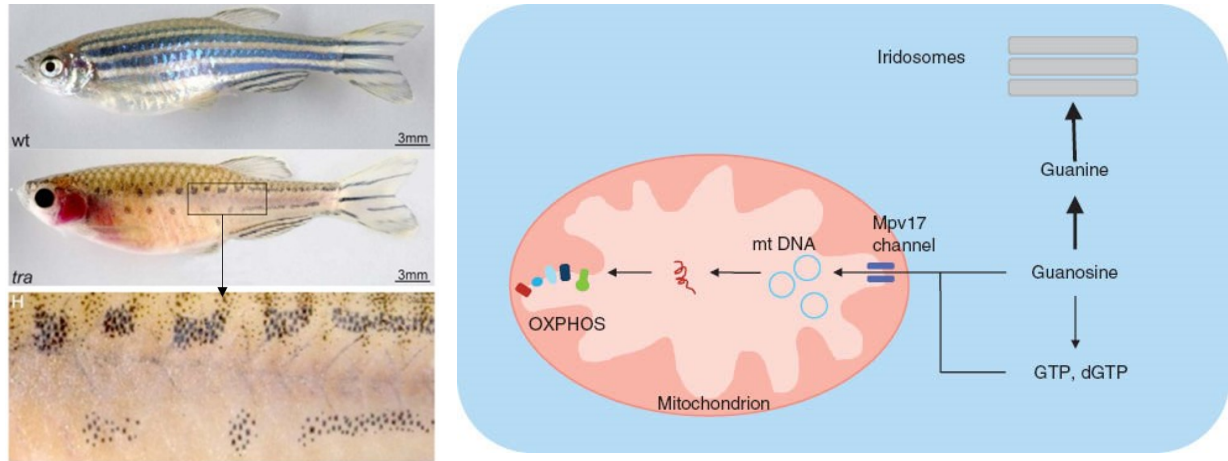 wt
3mm
tra
3mm
H
Iridosomes
Guanine
Mpv17
channel
mt DNA
Guanosine
OXPHOS
GTP, dGTP
Mitochondrion